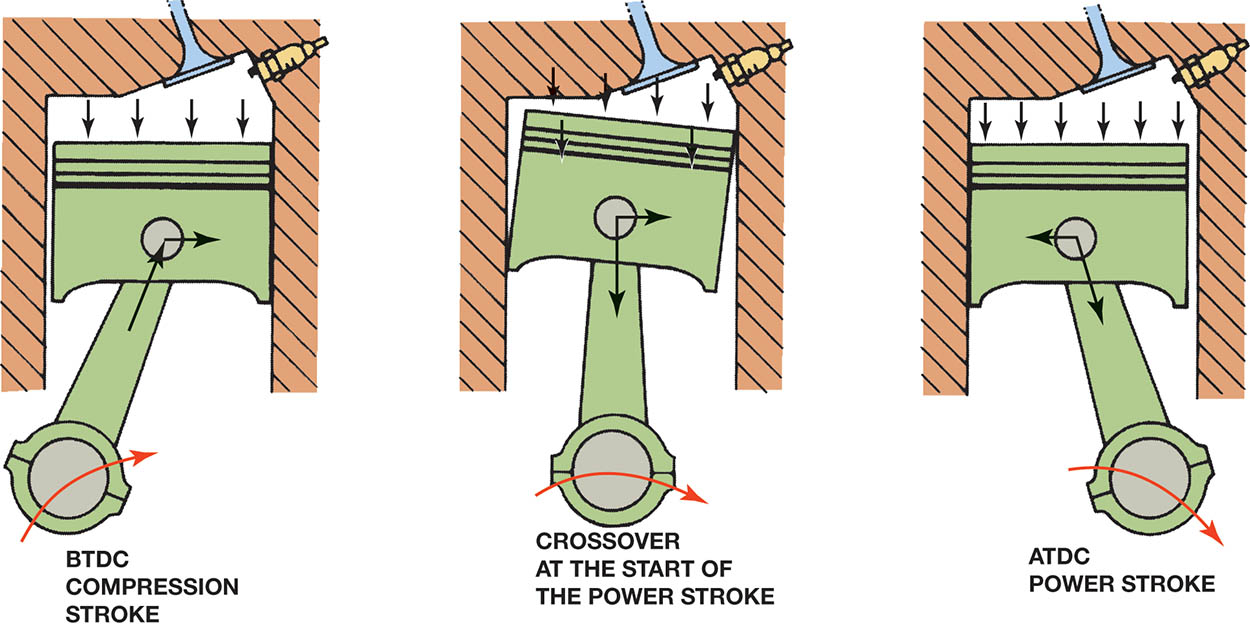 BTDC
COMPRESSION
STROKE
CROSSOVER
AT THE START OF
THE POWER STROKE
ATDC
POWER STROKE